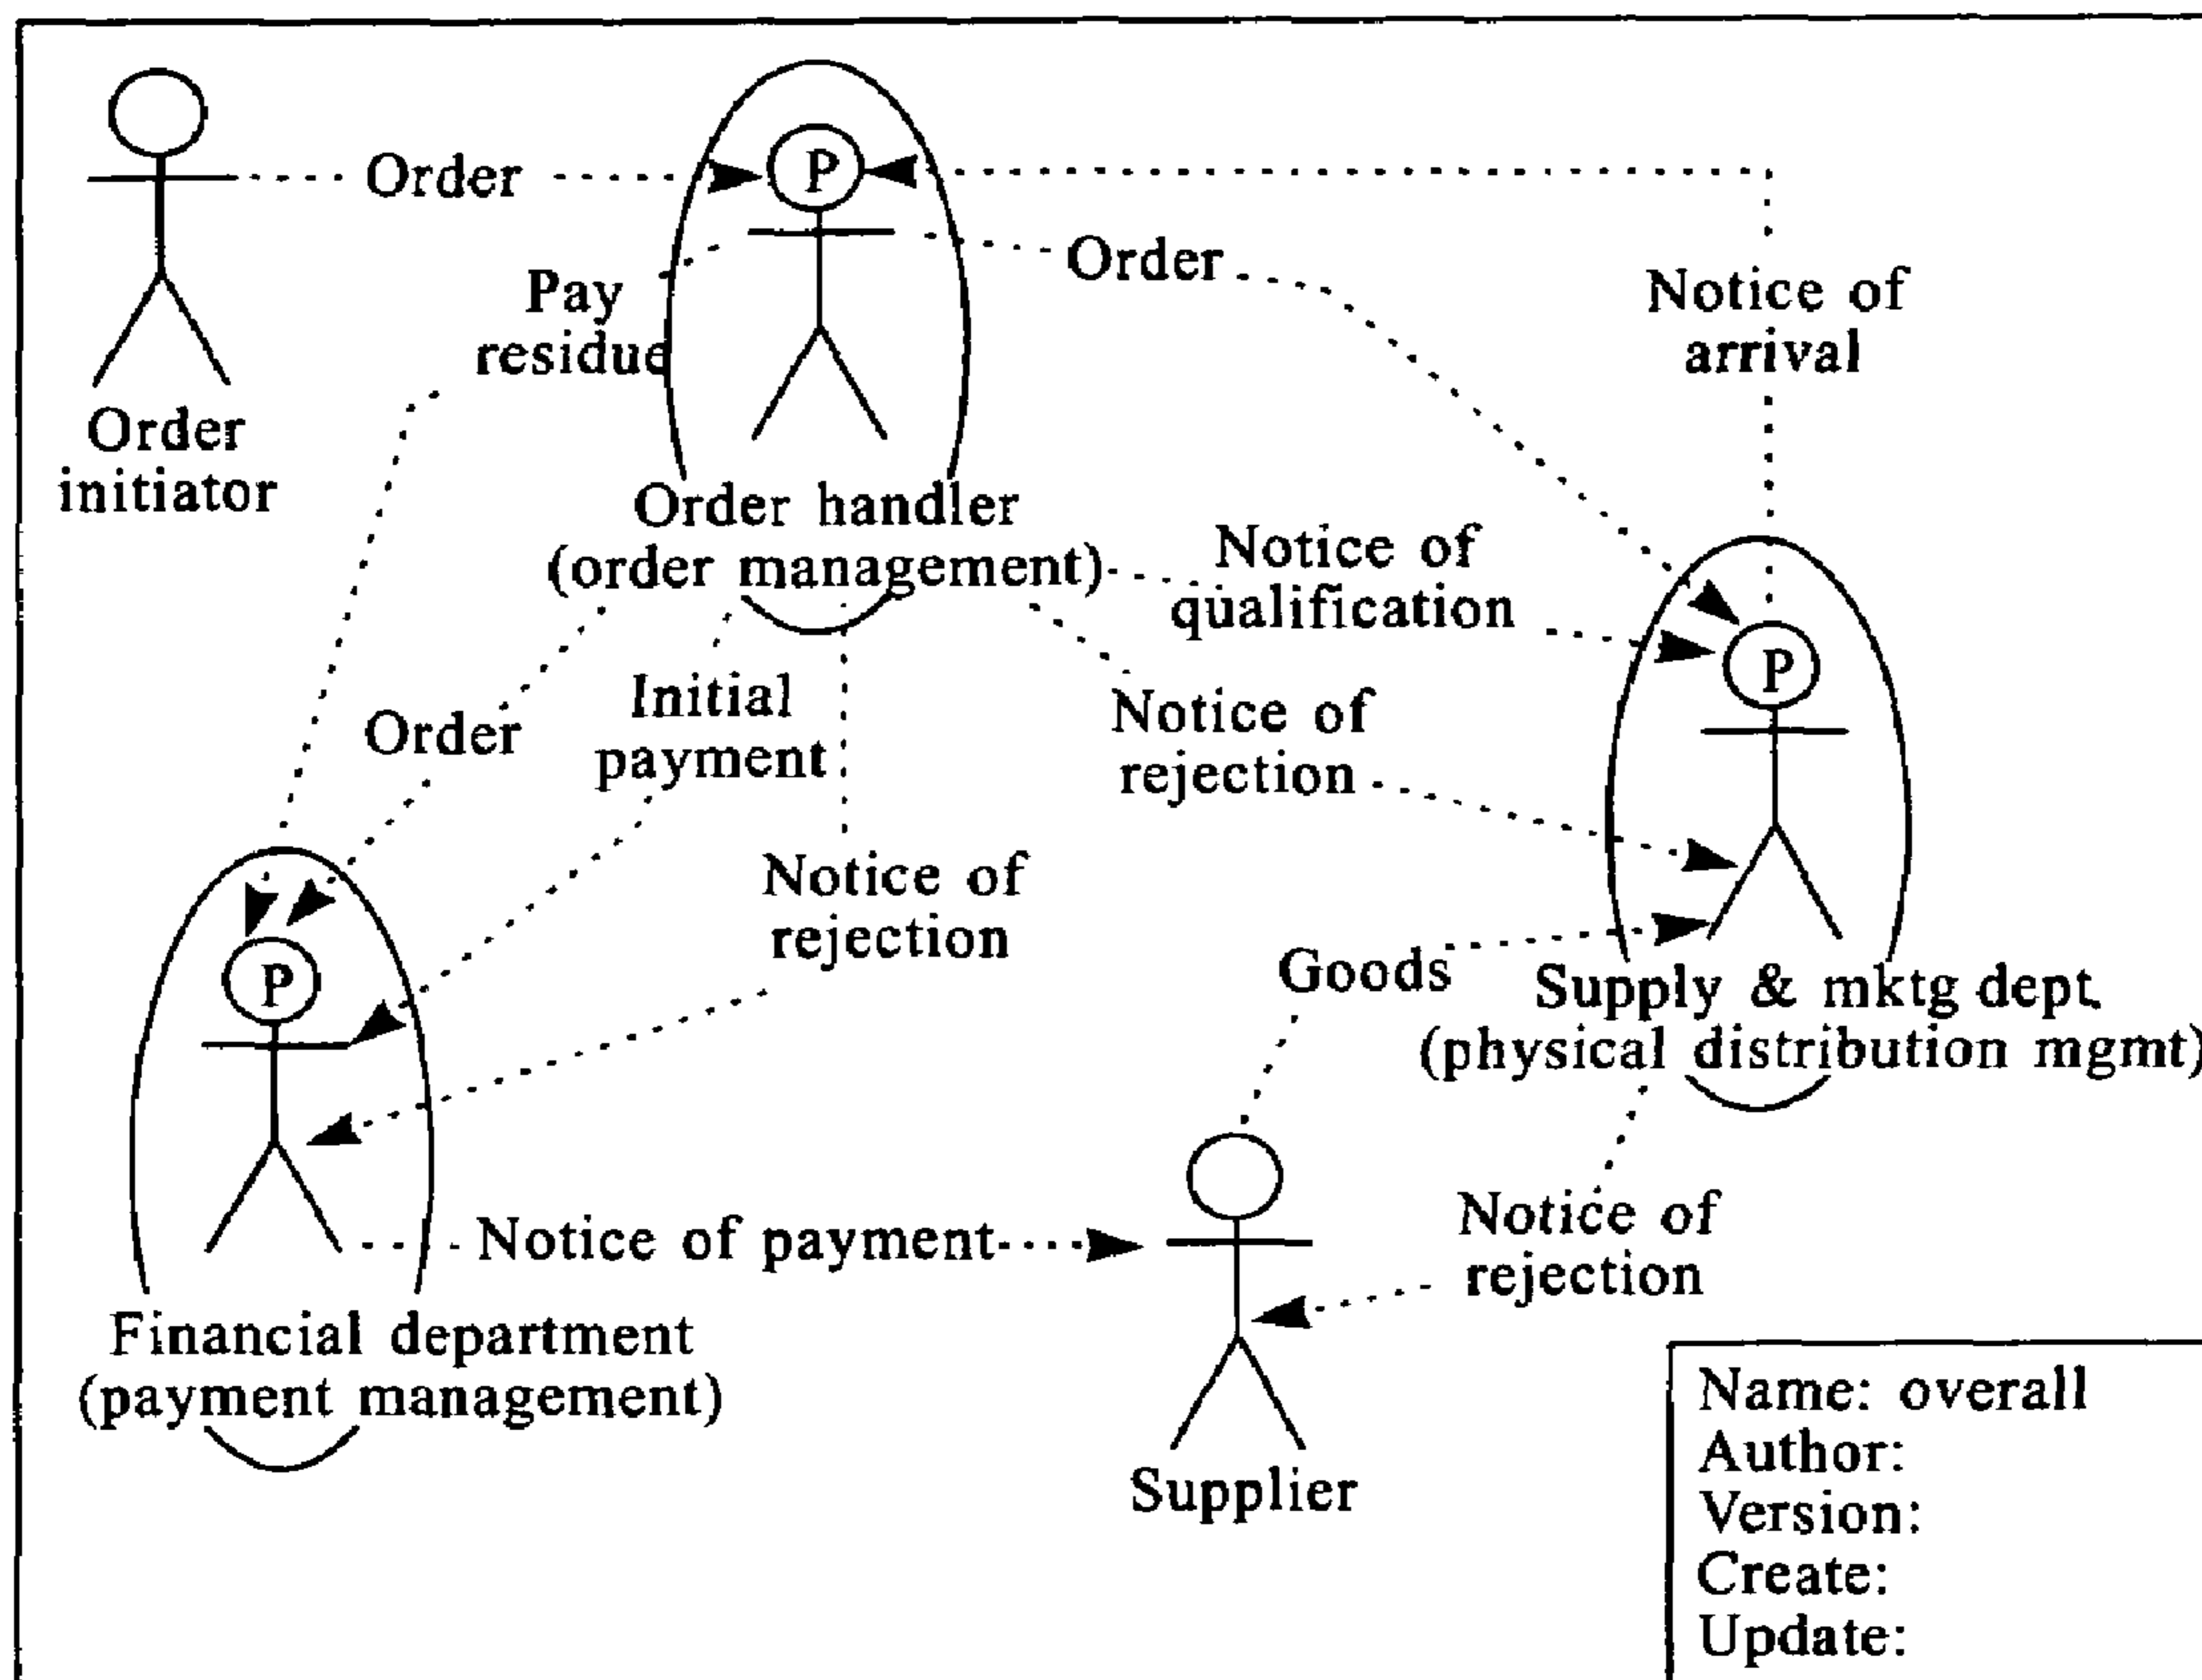 P
Order
P
Order
Pay
residue
Notice of
arrival
Order
initiator
Order handler
(order management)
Notice of
qualification
P
Order
Initial
payment
Notice of
rejection
Notice of
rejection
P
Goods
Supply & mktg dept.
(physical distribution mgmt)
Notice of payment
Notice of
rejection
Financial department
(payment management)
Supplier
Name: overall
Author:
Version:
Create:
Update: